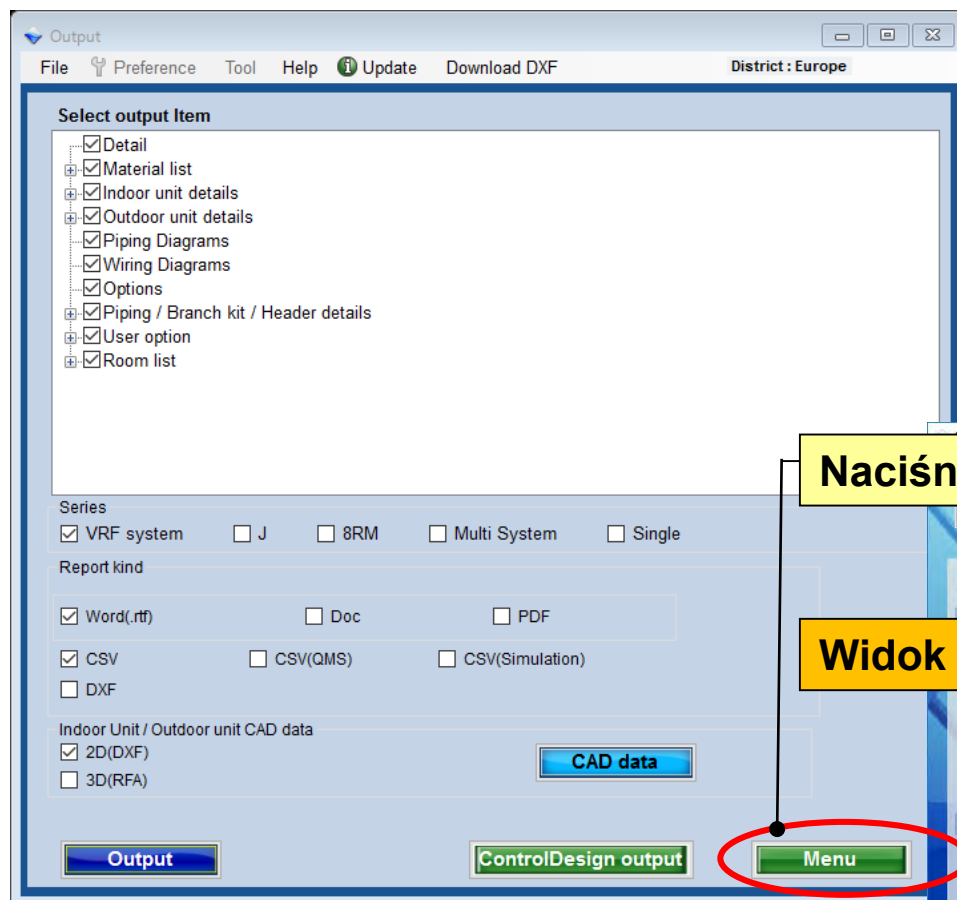 Output
File Preference Tool Help Update Download DXF District : Europe
Select output Item
Detail
Material list
Indoor unit details
Outdoor unit details
Piping Diagrams
Wiring Diagrams
Options
Piping / Branch kit / Header details
User option
Room list
Naciśn
Series
VRF system J 8RM Multi System Single
Report kind
Word(.rtf) Doc PDF
CSV CSV(QMS) CSV(Simulation)
Widok
DXF
Indoor Unit / Outdoor unit CAD data
2D(DXF)
CAD data
3D(RFA)
Output ControlDesign output Menu